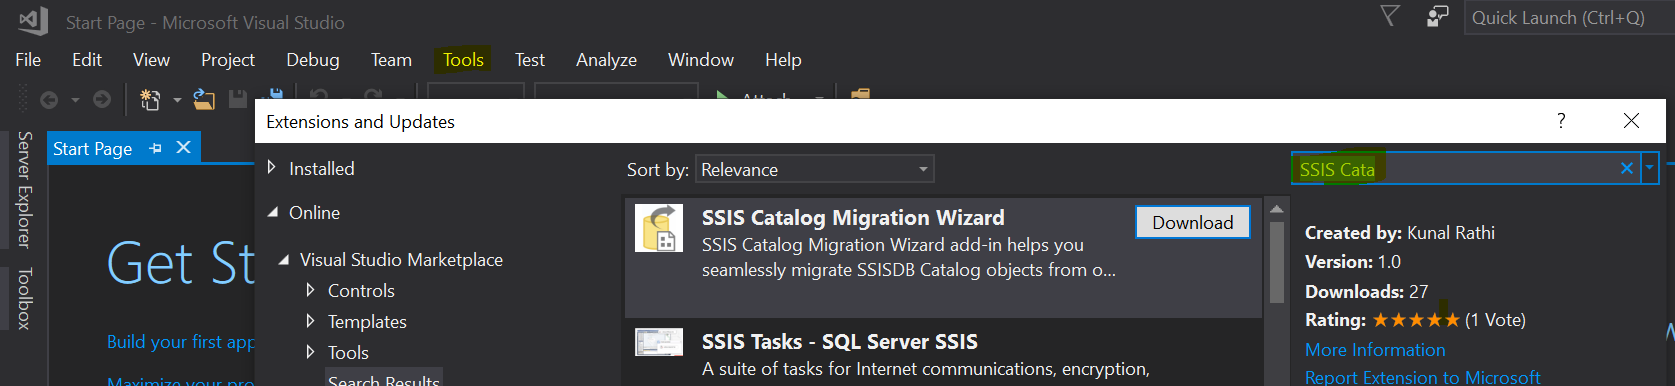 Start Page - Microsoft Visual Studio
Quick Launch (Ctrl+Q)
File Edit View Project Debug Team Tools Test Analyze Window Help
Attach
Extensions and Updates
?
Server Explorer
Toolbox
Start Page
Get St
Build your first app
Maximize your pro
Installed
Online
Visual Studio Marketplace
Controls
Templates
Tools
Search Results
Sort by: Relevance
SSIS Catalog Migration Wizard
Download
SSIS Catalog Migration Wizard add-in helps you
seamlessly migrate SSISDB Catalog objects from o...
SSIS Tasks - SQL Server SSIS
A suite of tasks for Internet communications, encryption,
SSIS Cata
Created by: Kunal Rathi
Version: 1.0
Downloads: 27
Rating: ★★★★★ (1 Vote)
More Information
Report Extension to Microsoft